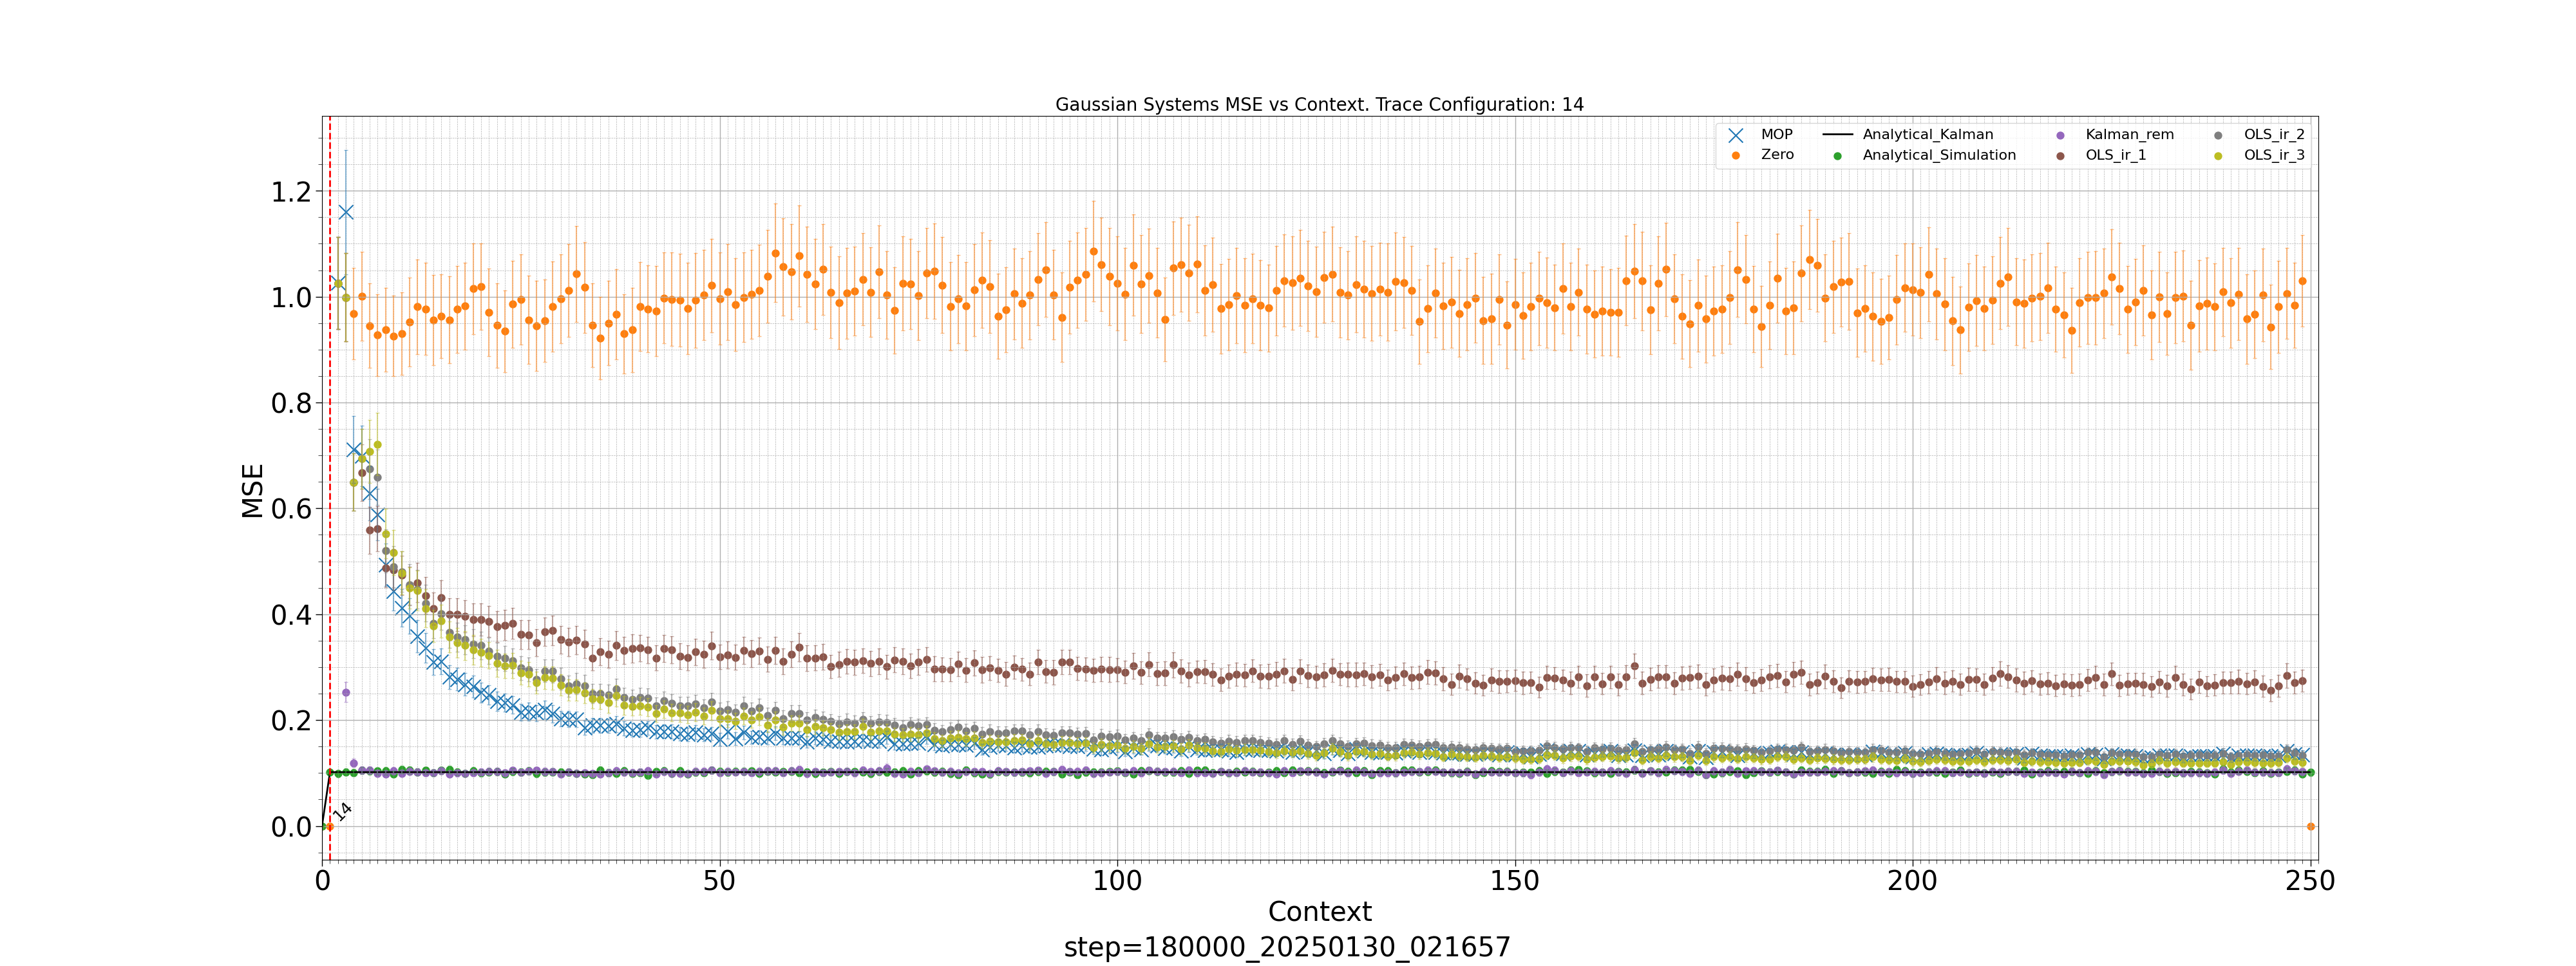 Gaussian Systems MSE vs Context. Trace Configuration: 14
MOP
Zero
Analytical_Kalman
Analytical_Simulation
Kalman_rem
OLS_ir_1
OLS_ir_2
OLS_ir_3
MSE
1.2
1.0
0.8
0.6
0.4
0.2
0.0
14
0 50 100 150 200 250
Context
step=180000_20250130_021657